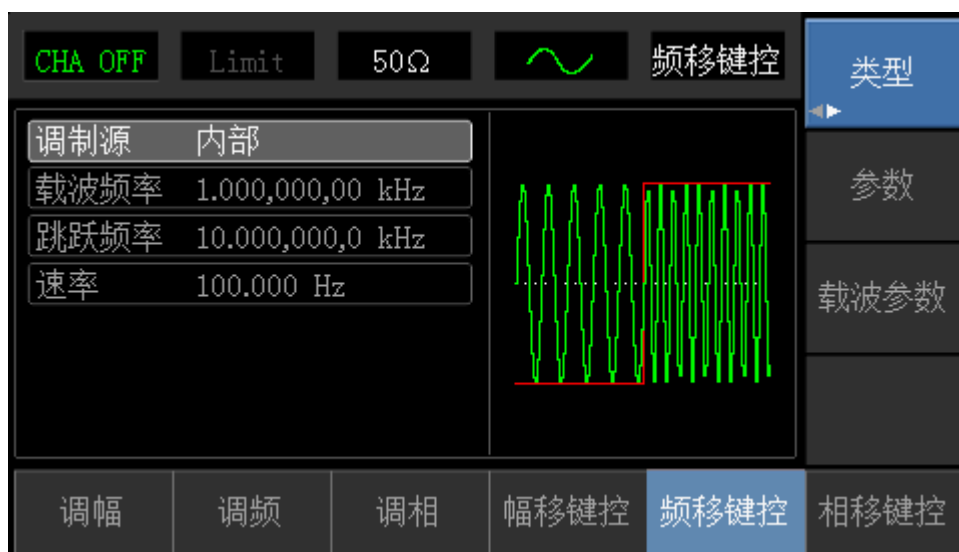 CHA OFF Limit 50Ω 频移键控 类型
调制源 内部
载波频率 1.000,000,00 kHz
参数
跳跃频率 10.000,000,0 kHz
速率 100.000 Hz
载波参数
调幅 调频 调相 幅移键控 频移键控 相移键控